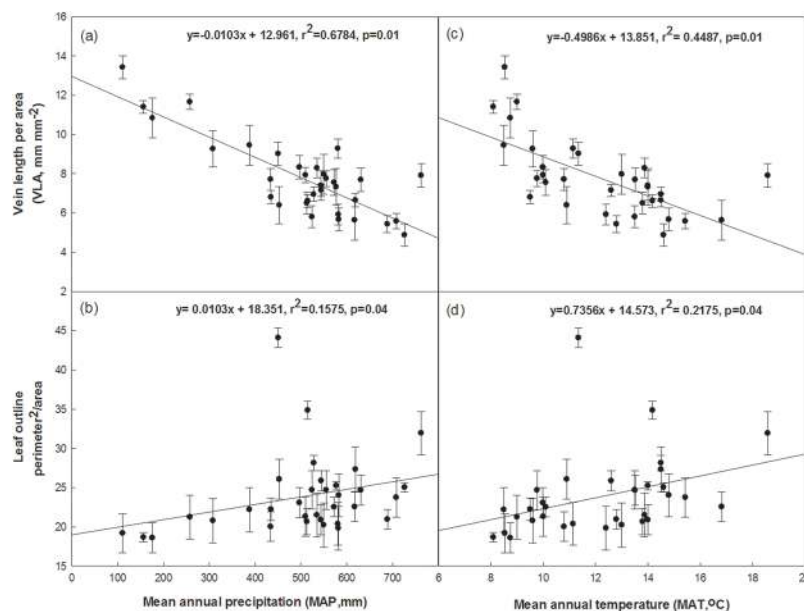 (a) y=-0.0103x + 12.961, r²=0.6784, p=0.01
(c) y=-0.4986x + 13.851, r²= 0.4487, p=0.01
16
14
12
10
8
6
4
2
Vein length per area
(VLA, mm mm-2)
(b) y= 0.0103x + 18.351, r²=0.1575, p=0.04
(d) y=0.7356x + 14.573, r²= 0.2175, p=0.04
45
40
35
30
25
20
15
Leaf outline
perimeter²/area
0 100 200 300 400 500 600 700
6 8 10 12 14 16 18 2
Mean annual precipitation (MAP,mm)
Mean annual temperature (MAT,ºC)